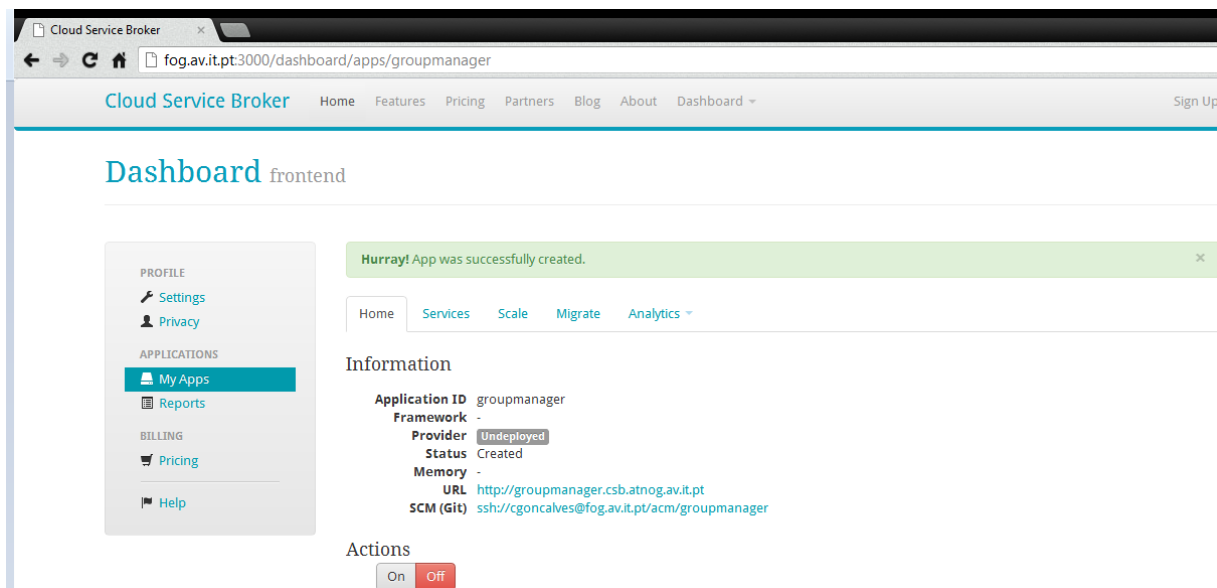 Cloud Service Broker
fog.av.it.pt:3000/dashboard/apps/groupmanager
Cloud Service Broker Home Features Pricing Partners Blog About Dashboard Sign Up
Dashboard frontend
PROFILE
Settings
Privacy
APPLICATIONS
My Apps
Reports
BILLING
Pricing
Help
Hurray! App was successfully created. ×
Home Services Scale Migrate Analytics
Information
Application ID groupmanager
Framework -
Provider Undeployed
Status Created
Memory -
URL http://groupmanager.csb.atnog.av.it.pt
SCM (Git) ssh://cgoncalves@fog.av.it.pt/acm/groupmanager
Actions
On Off